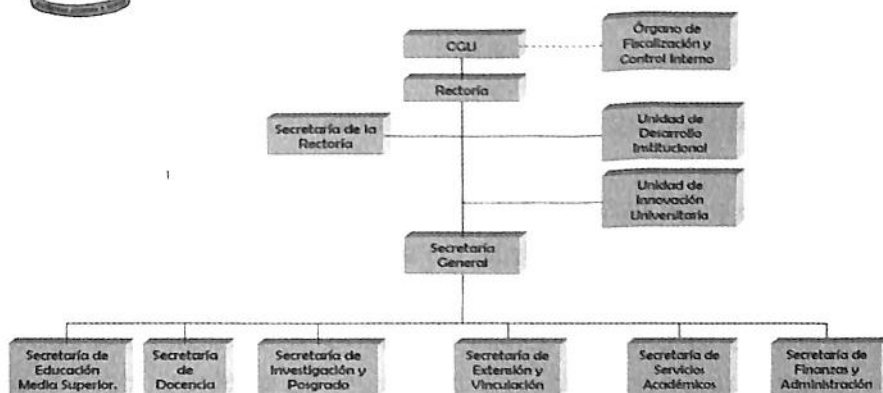 CGU
Órgano de
Fiscalización y
Control Interno
Rectoría
Secretaría de la
Rectoría
Unidad de
Desarrollo
Institucional
Unidad de
Innovación
Universitaria
Secretaría
General
Secretaría de
Educación
Media Superior.
Secretaría
de
Docencia
Secretaría de
Investigación y
Posgrado
Secretaría de
Extensión y
Vinculación
Secretaría de
Servicios
Académicos
Secretaría de
Finanzas y
Administración